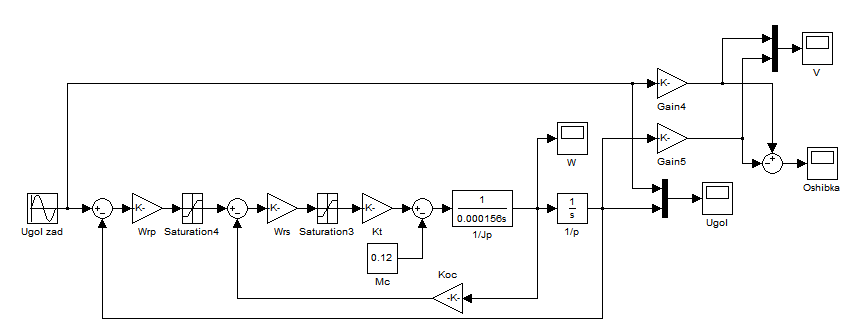 V
K-
Gain4
K-
Gain5
W
Oshibka
Ugol
Ugol zad
K-
Wrp
Saturation4
K-
Wrs
Saturation3
K-
Kt
1
0.000156s
1/Jp
1
s
1/p
0.12
Mc
Koc
-K-